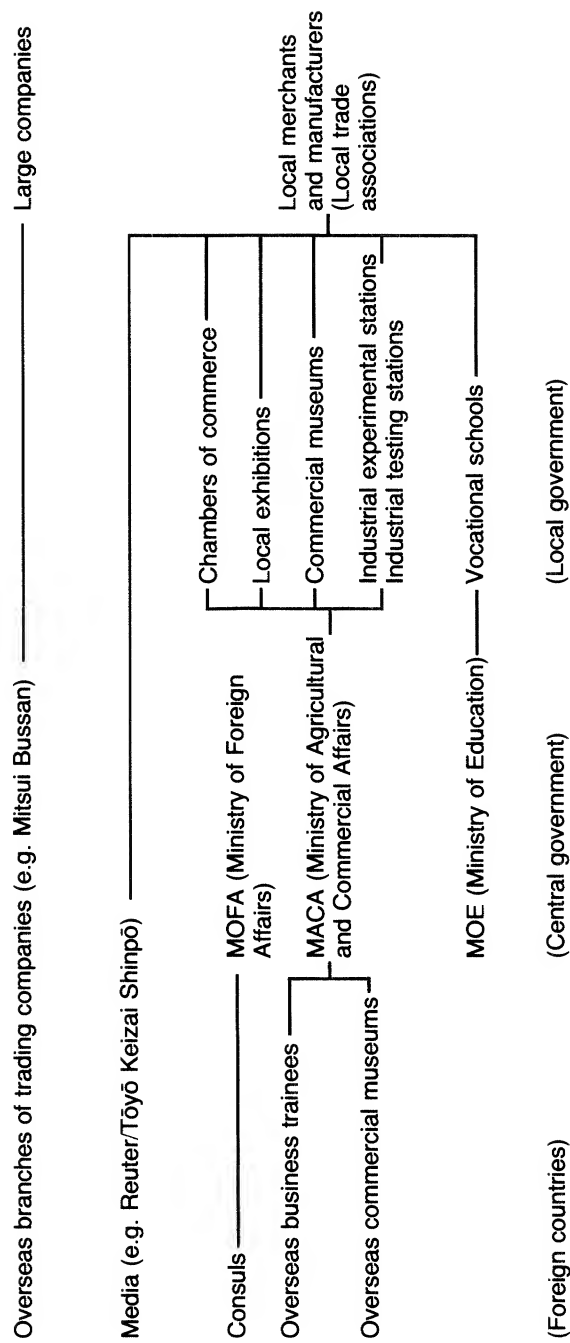 Overseas branches of trading companies (e.g. Mitsui Bussan)
Large companies
Media (e.g. Reuter/Tōyō Keizai Shinpō)
Consuls
MOFA (Ministry of Foreign
Affairs)
Overseas business trainees
MACA (Ministry of Agricultural
and Commercial Affairs)
Overseas commercial museums
MOE (Ministry of Education)
Chambers of commerce
Local exhibitions
Commercial museums
Industrial experimental stations
Industrial testing stations
Vocational schools
Local merchants
and manufacturers
(Local trade
associations)
(Foreign countries)
(Central government)
(Local government)